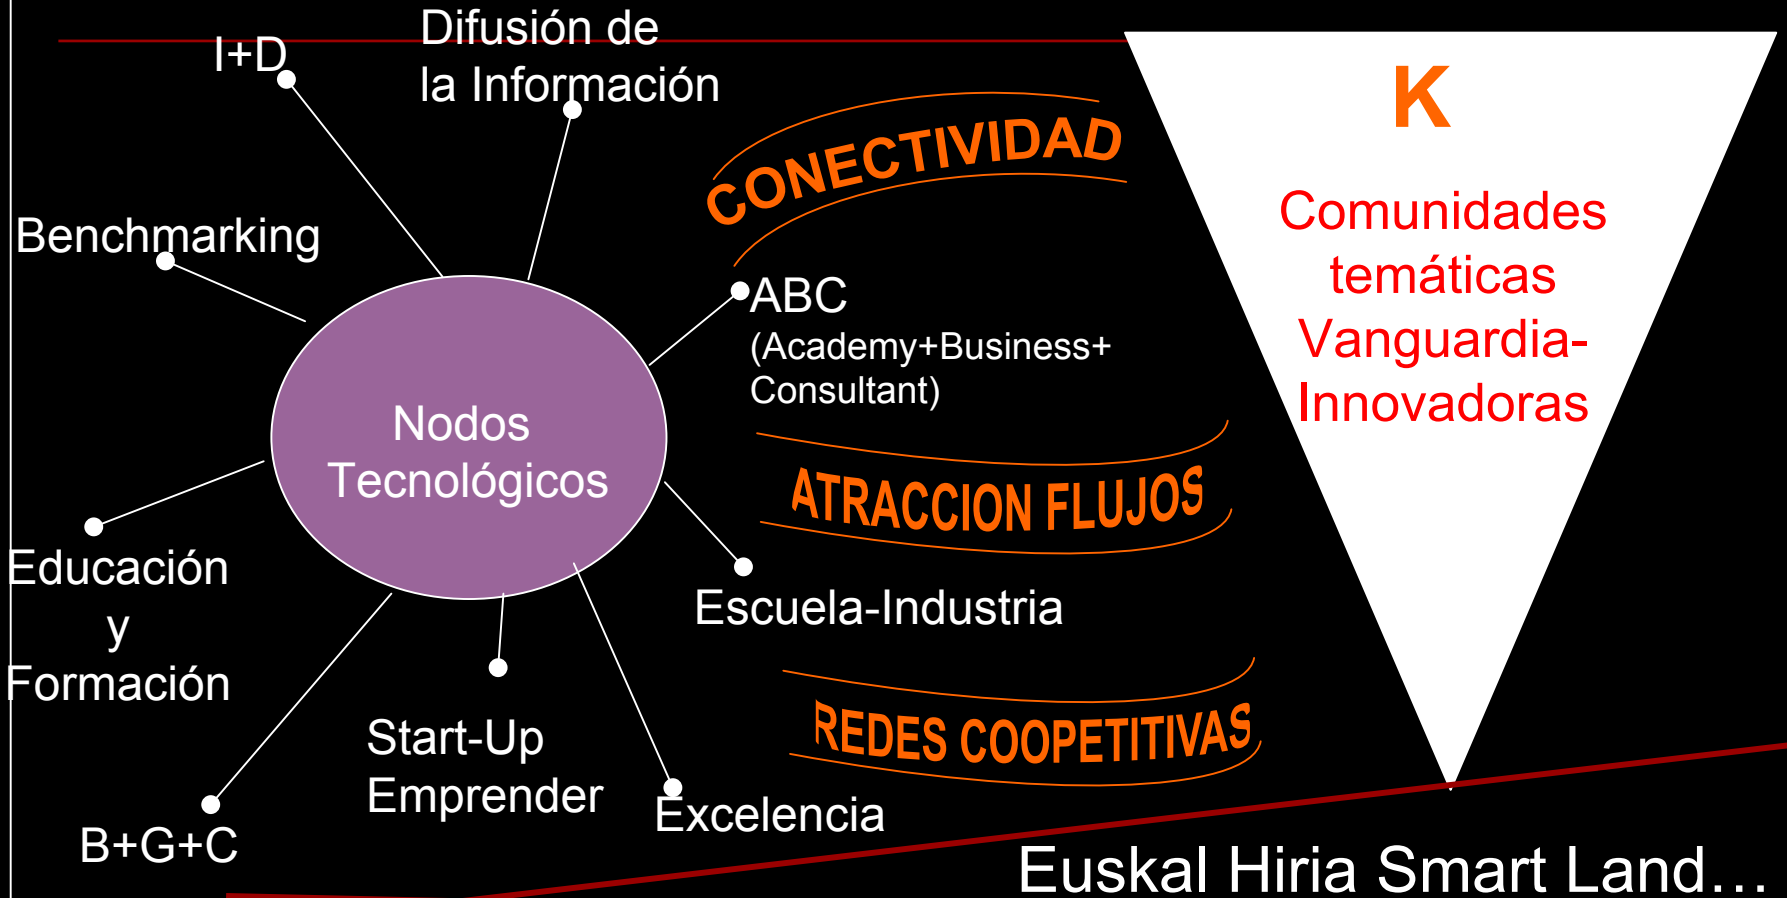 I+D
Difusión de
la Información
Benchmarking
Nodos
Tecnológicos
Educación
y
Formación
B+G+C
Start-Up
Emprender
Excelencia
Escuela-Industria
ABC
(Academy+Business+
Consultant)
CONECTIVIDAD
ATRACCION FLUJOS
REDES COOPETITIVAS
K
Comunidades
temáticas
Vanguardia-
Innovadoras
Euskal Hiria Smart Land…